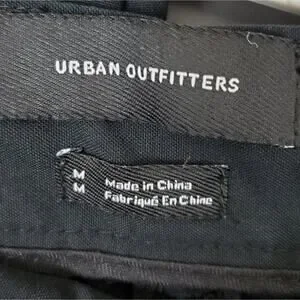 URBAN OUTFITTERS
M Made in China
M Fabriqué En Chine